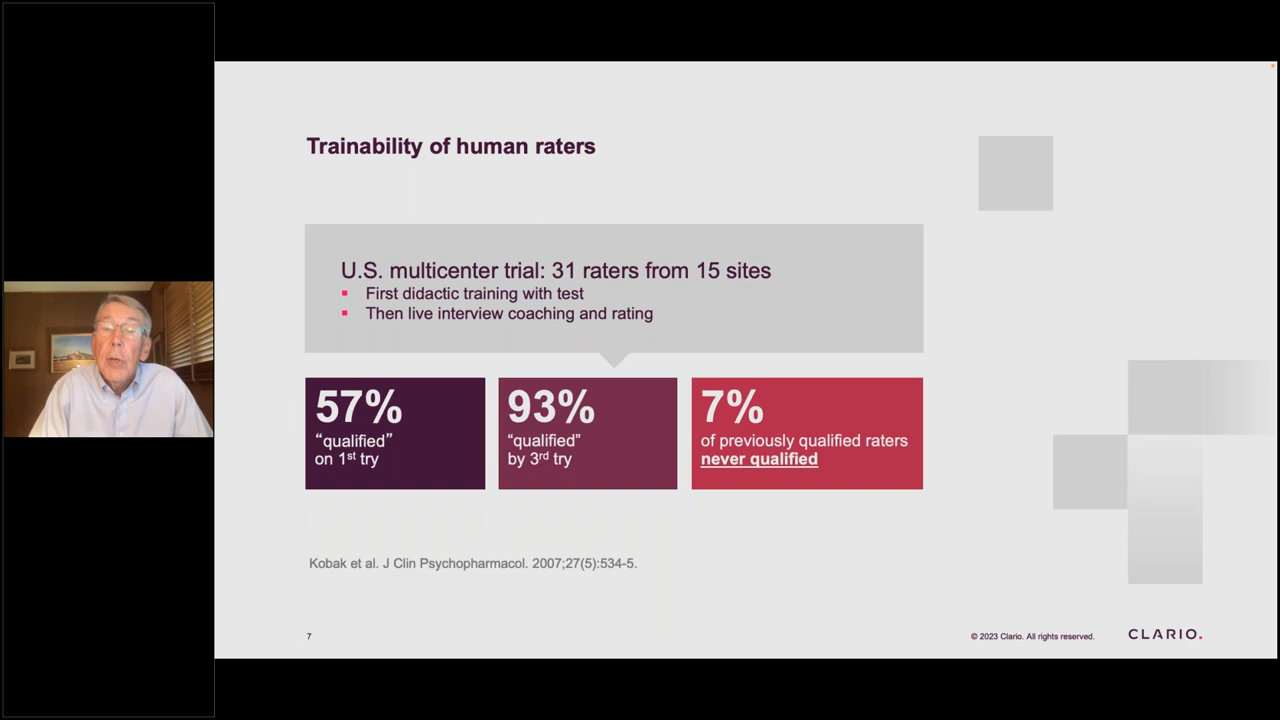 Trainability of human raters
U.S. multicenter trial: 31 raters from 15 sites
▪ First didactic training with test
▪ Then live interview coaching and rating
57%
“qualified”
on 1st try
93%
“qualified”
by 3rd try
7%
of previously qualified raters
never qualified
Kobak et al. J Clin Psychopharmacol. 2007;27(5):534-5.
7
© 2023 Clario. All rights reserved.
CLARIO.